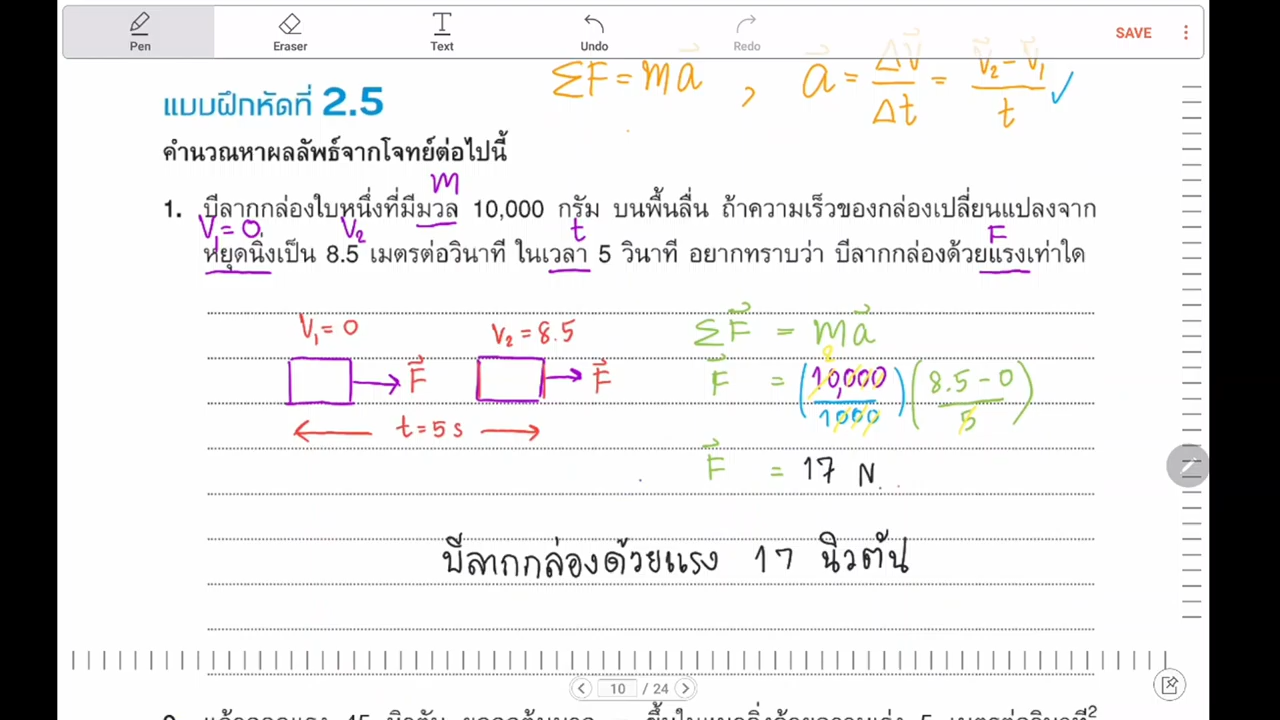 Pen Eraser Text Undo Redo SAVE
ΣF = ma⃗ , a⃗ = Δv⃗/Δt = (v⃗₂ - v⃗₁)/t ✓
แบบฝึกหัดที่ 2.5
คำนวณหาผลลัพธ์จากโจทย์ต่อไปนี้
m
1. บีลากกล่องใบหนึ่งที่มีมวล 10,000 กรัม บนพื้นลื่น ถ้าความเร็วของกล่องเปลี่ยนแปลงจาก
V₁= 0 V₂ t F
หยุดนิ่งเป็น 8.5 เมตรต่อวินาที ในเวลา 5 วินาที อยากทราบว่า บีลากกล่องด้วยแรงเท่าใด
V₁= 0 V₂ = 8.5 ΣF⃗ = ma⃗
F⃗ F⃗ F⃗ = (10,000/1000)((8.5 - 0)/5)
t = 5 s
F⃗ = 17 N
บีลากกล่องด้วยแรง 17 นิวตัน
10 / 24